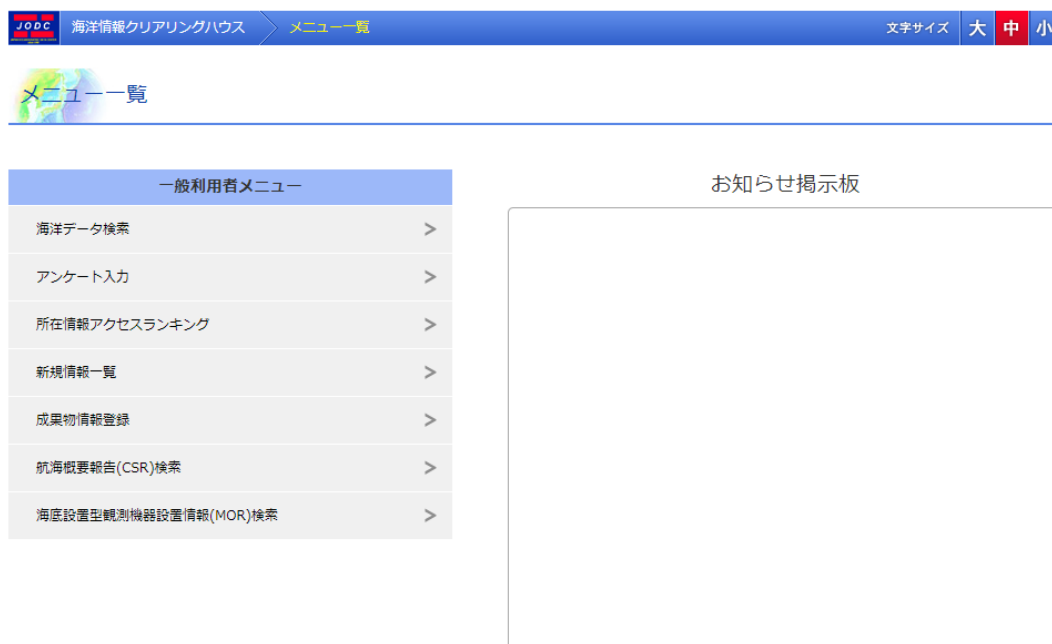 JODC 海洋情報クリアリングハウス メニュー一覧 文字サイズ 大 中 小
メニュー一覧
一般利用者メニュー
お知らせ掲示板
海洋データ検索 >
アンケート入力 >
所在情報アクセスランキング >
新規情報一覧 >
成果物情報登録 >
航海概要報告(CSR)検索 >
海底設置型観測機器設置情報(MOR)検索 >